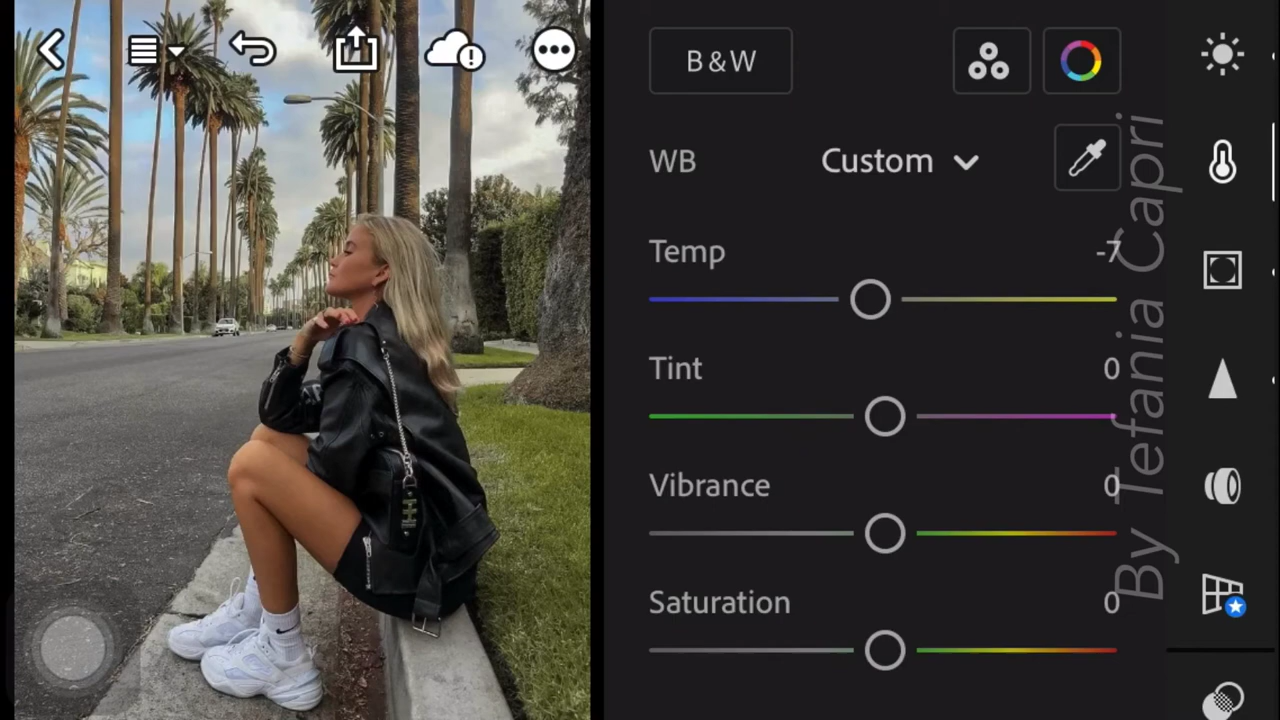 B&W
WB Custom
Temp -7
Tint 0
Vibrance 0
Saturation 0
By Tefania Capri